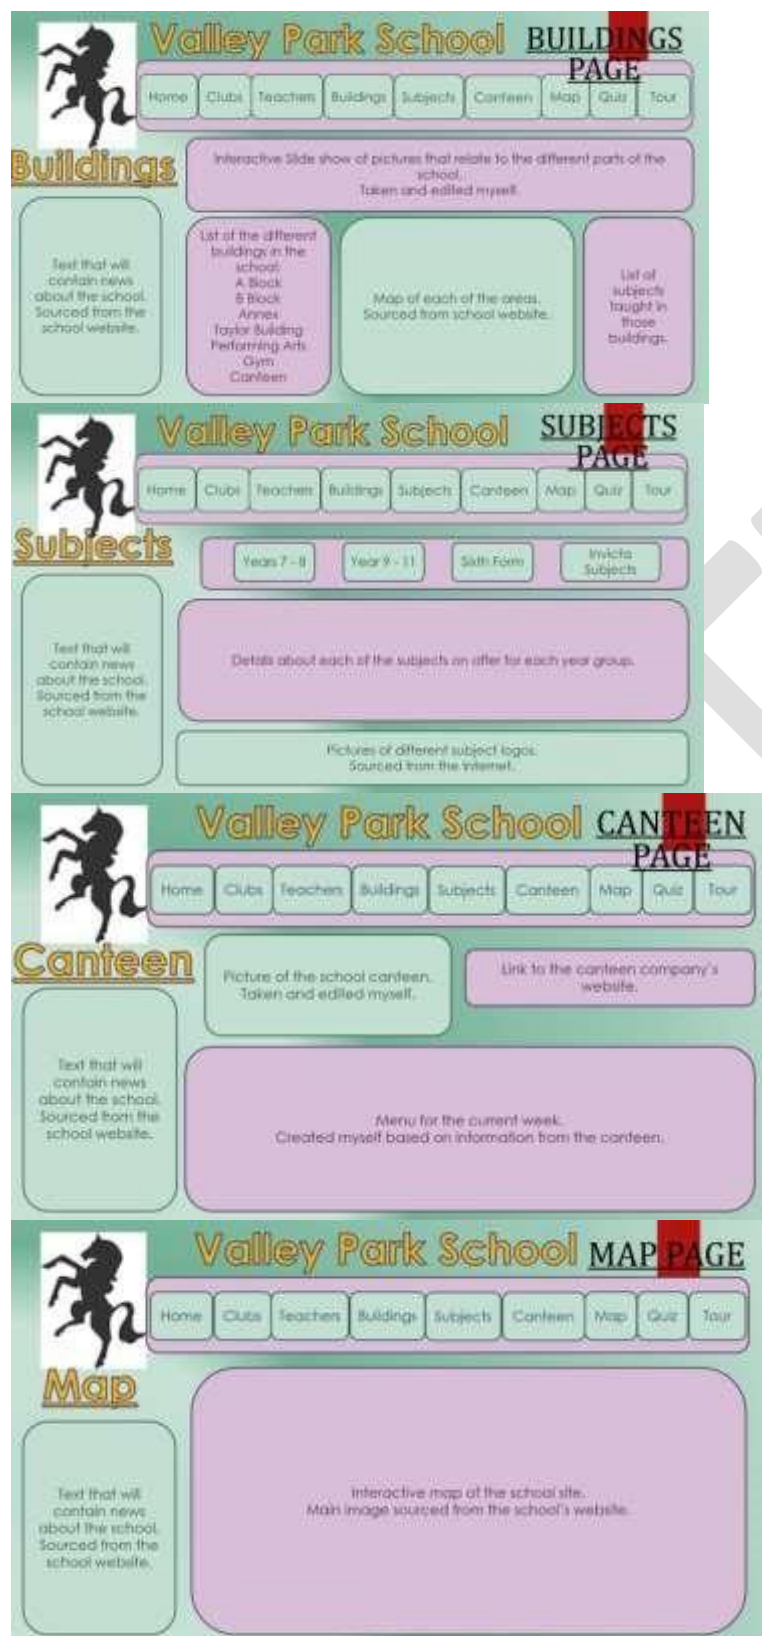 Valley Park School
BUILDINGS
PAGE
Home Clubs Teachers Buildings Subjects Canteen Map Quiz Tour
Buildings
Interactive Slide show of pictures that relate to the different parts of the
school.
Taken and edited myself.
Text that will
contain news
about the school.
Sourced from the
school website.
List of the different
buildings in the
school:
A Block
B Block
Annex
Taylor Building
Performing Arts
Gym
Canteen
Map of each of the areas.
Sourced from school website.
List of
subjects
taught in
those
buildings.
Valley Park School
SUBJECTS
PAGE
Home Clubs Teachers Buildings Subjects Canteen Map Quiz Tour
Subjects
Years 7 - 8
Year 9 - 11
Sixth Form
Invicta
Subjects
Text that will
contain news
about the school.
Sourced from the
school website.
Details about each of the subjects on offer for each year group.
Pictures of different subject logos.
Sourced from the Internet.
Valley Park School
CANTEEN
PAGE
Home Clubs Teachers Buildings Subjects Canteen Map Quiz Tour
Canteen
Picture of the school canteen.
Taken and edited myself.
Link to the canteen company's
website.
Text that will
contain news
about the school.
Sourced from the
school website.
Menu for the current week.
Created myself based on information from the canteen.
Valley Park School
MAP PAGE
Home Clubs Teachers Buildings Subjects Canteen Map Quiz Tour
Map
Text that will
contain news
about the school.
Sourced from the
school website.
Interactive map of the school site.
Main image sourced from the school's website.